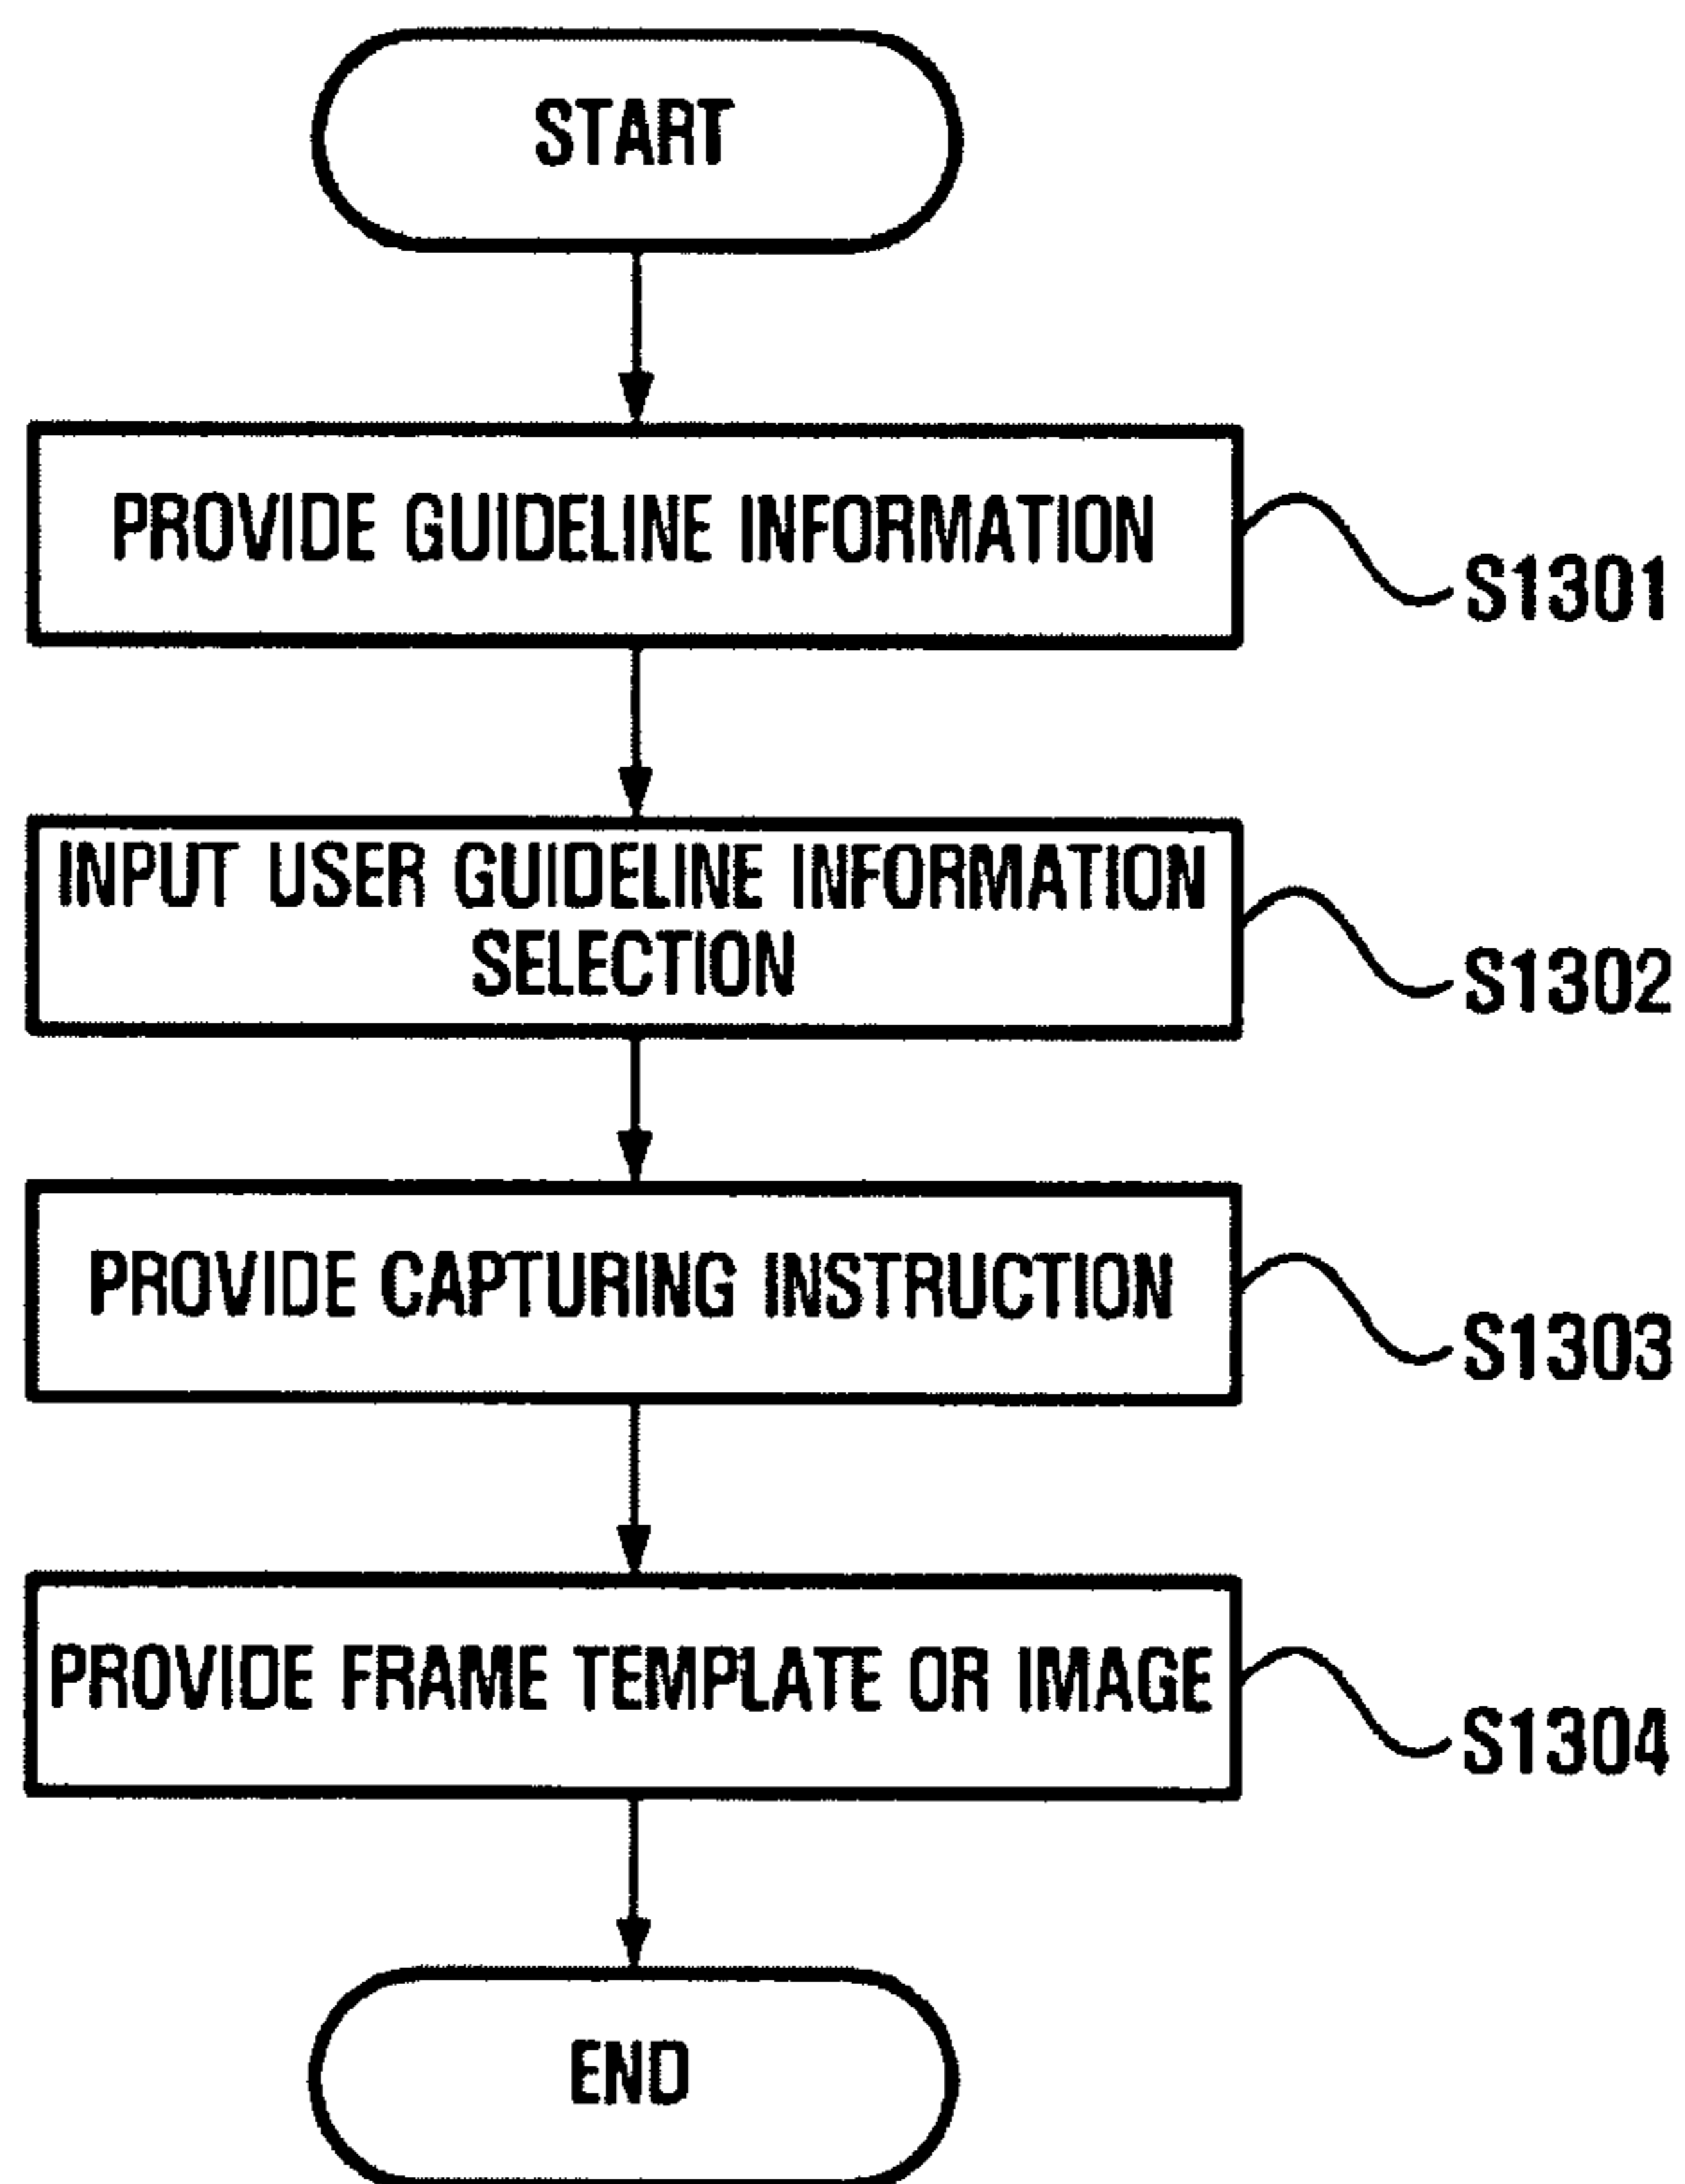 START
PROVIDE GUIDELINE INFORMATION
S1301
INPUT USER GUIDELINE INFORMATION
SELECTION
S1302
PROVIDE CAPTURING INSTRUCTION
S1303
PROVIDE FRAME TEMPLATE OR IMAGE
S1304
END